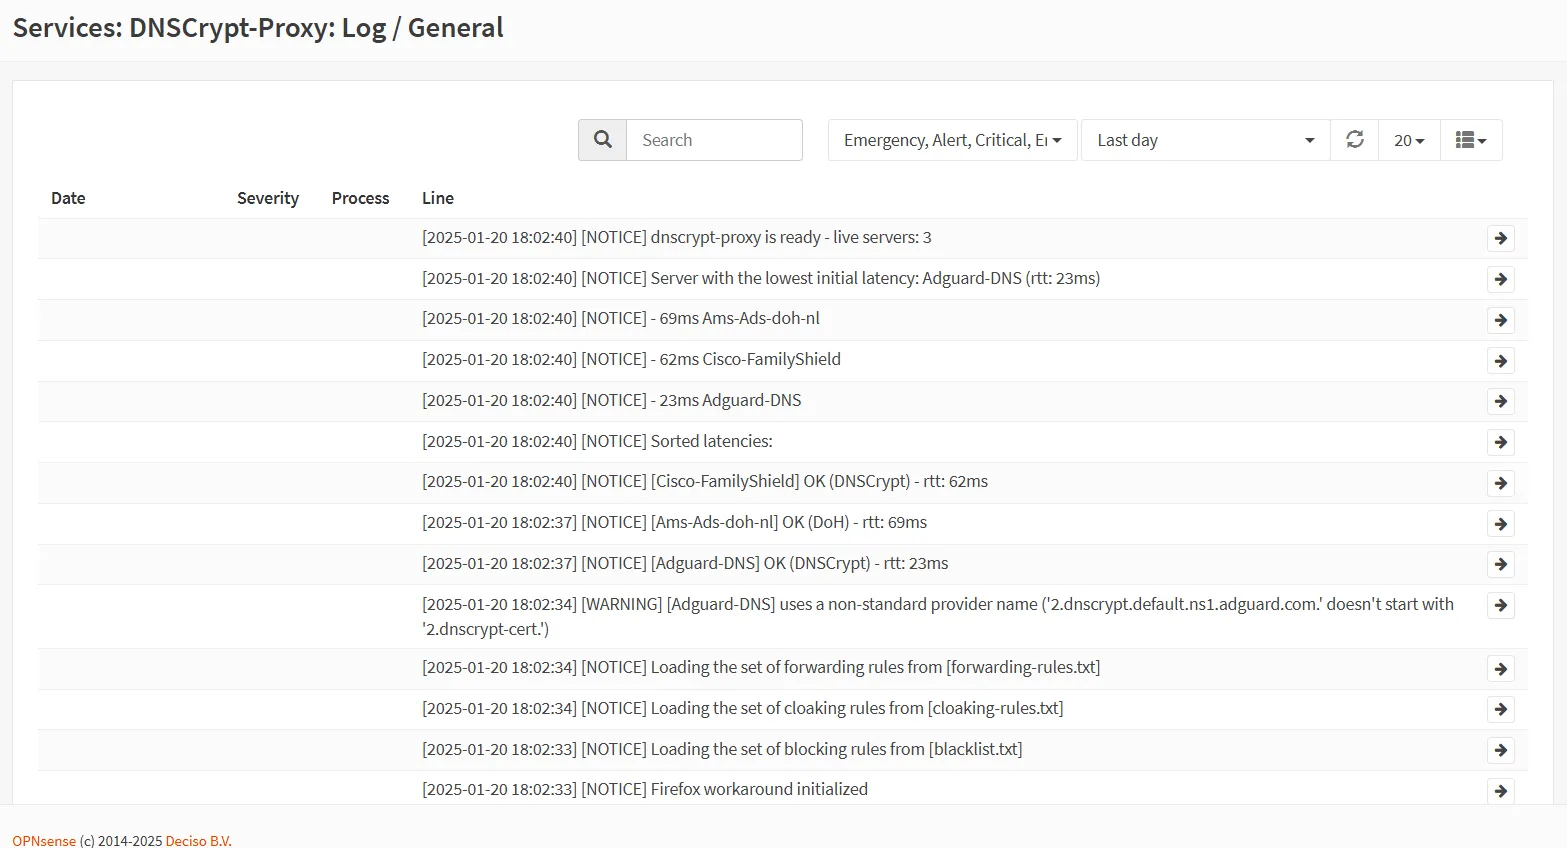 Services: DNSCrypt-Proxy: Log / General
Search
Emergency, Alert, Critical, Er
Last day
20
Date Severity Process Line
[2025-01-20 18:02:40] [NOTICE] dnscrypt-proxy is ready - live servers: 3
[2025-01-20 18:02:40] [NOTICE] Server with the lowest initial latency: Adguard-DNS (rtt: 23ms)
[2025-01-20 18:02:40] [NOTICE] - 69ms Ams-Ads-doh-nl
[2025-01-20 18:02:40] [NOTICE] - 62ms Cisco-FamilyShield
[2025-01-20 18:02:40] [NOTICE] - 23ms Adguard-DNS
[2025-01-20 18:02:40] [NOTICE] Sorted latencies:
[2025-01-20 18:02:40] [NOTICE] [Cisco-FamilyShield] OK (DNSCrypt) - rtt: 62ms
[2025-01-20 18:02:37] [NOTICE] [Ams-Ads-doh-nl] OK (DoH) - rtt: 69ms
[2025-01-20 18:02:37] [NOTICE] [Adguard-DNS] OK (DNSCrypt) - rtt: 23ms
[2025-01-20 18:02:34] [WARNING] [Adguard-DNS] uses a non-standard provider name ('2.dnscrypt.default.ns1.adguard.com.' doesn't start with
'2.dnscrypt-cert.')
[2025-01-20 18:02:34] [NOTICE] Loading the set of forwarding rules from [forwarding-rules.txt]
[2025-01-20 18:02:34] [NOTICE] Loading the set of cloaking rules from [cloaking-rules.txt]
[2025-01-20 18:02:33] [NOTICE] Loading the set of blocking rules from [blacklist.txt]
[2025-01-20 18:02:33] [NOTICE] Firefox workaround initialized
OPNsense (c) 2014-2025 Deciso B.V.